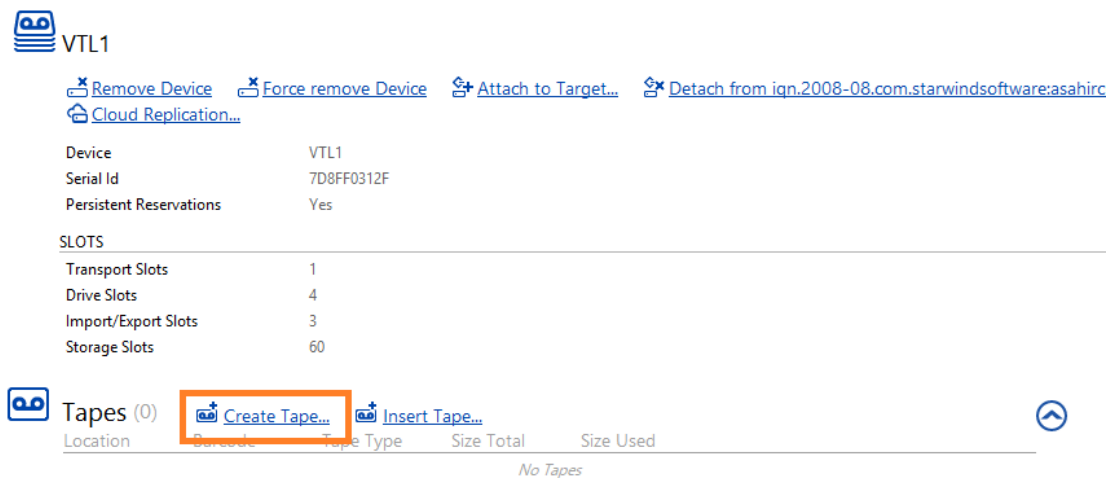 VTL1
Remove Device Force remove Device Attach to Target... Detach from iqn.2008-08.com.starwindsoftware:asahirc
Cloud Replication...
Device VTL1
Serial Id 7D8FF0312F
Persistent Reservations Yes
SLOTS
Transport Slots 1
Drive Slots 4
Import/Export Slots 3
Storage Slots 60
Tapes (0) Create Tape... Insert Tape...
Location Barcode Tape Type Size Total Size Used
No Tapes